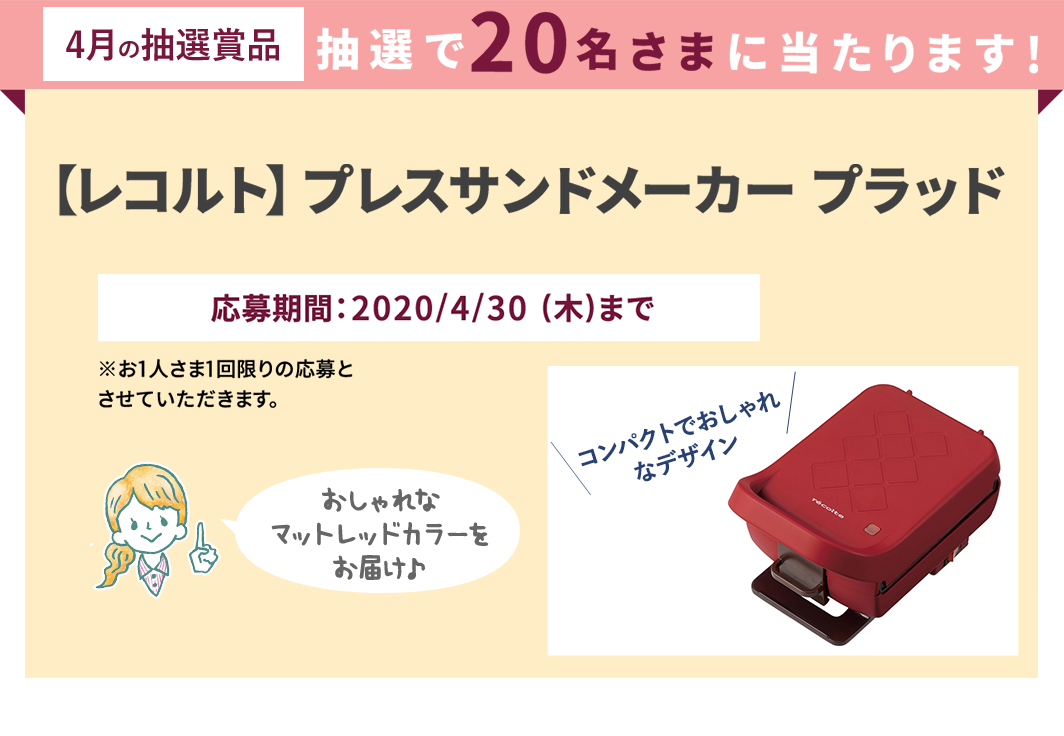 4月の抽選賞品
抽選で20名さまに当たります!
【レコルト】プレスサンドメーカー プラッド
応募期間:2020/4/30 (木)まで
※お1人さま1回限りの応募と
させていただきます。
コンパクトでおしゃれ
なデザイン
récolte
おしゃれな
マットレッドカラーを
お届け♪